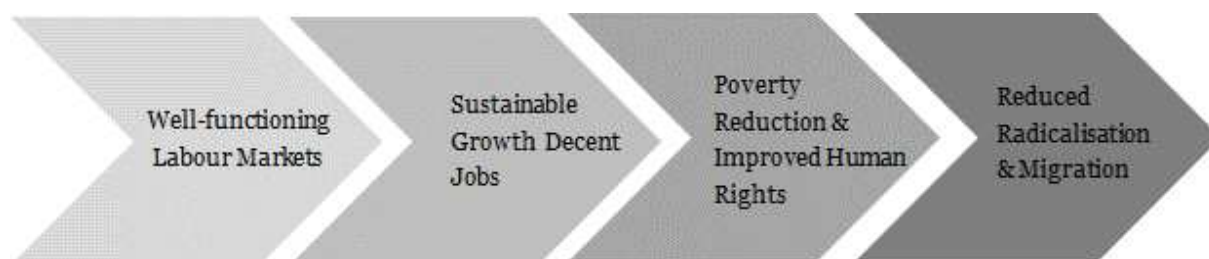 Well-functioning
Labour Markets
Sustainable
Growth Decent
Jobs
Poverty
Reduction &
Improved Human
Rights
Reduced
Radicalisation
& Migration